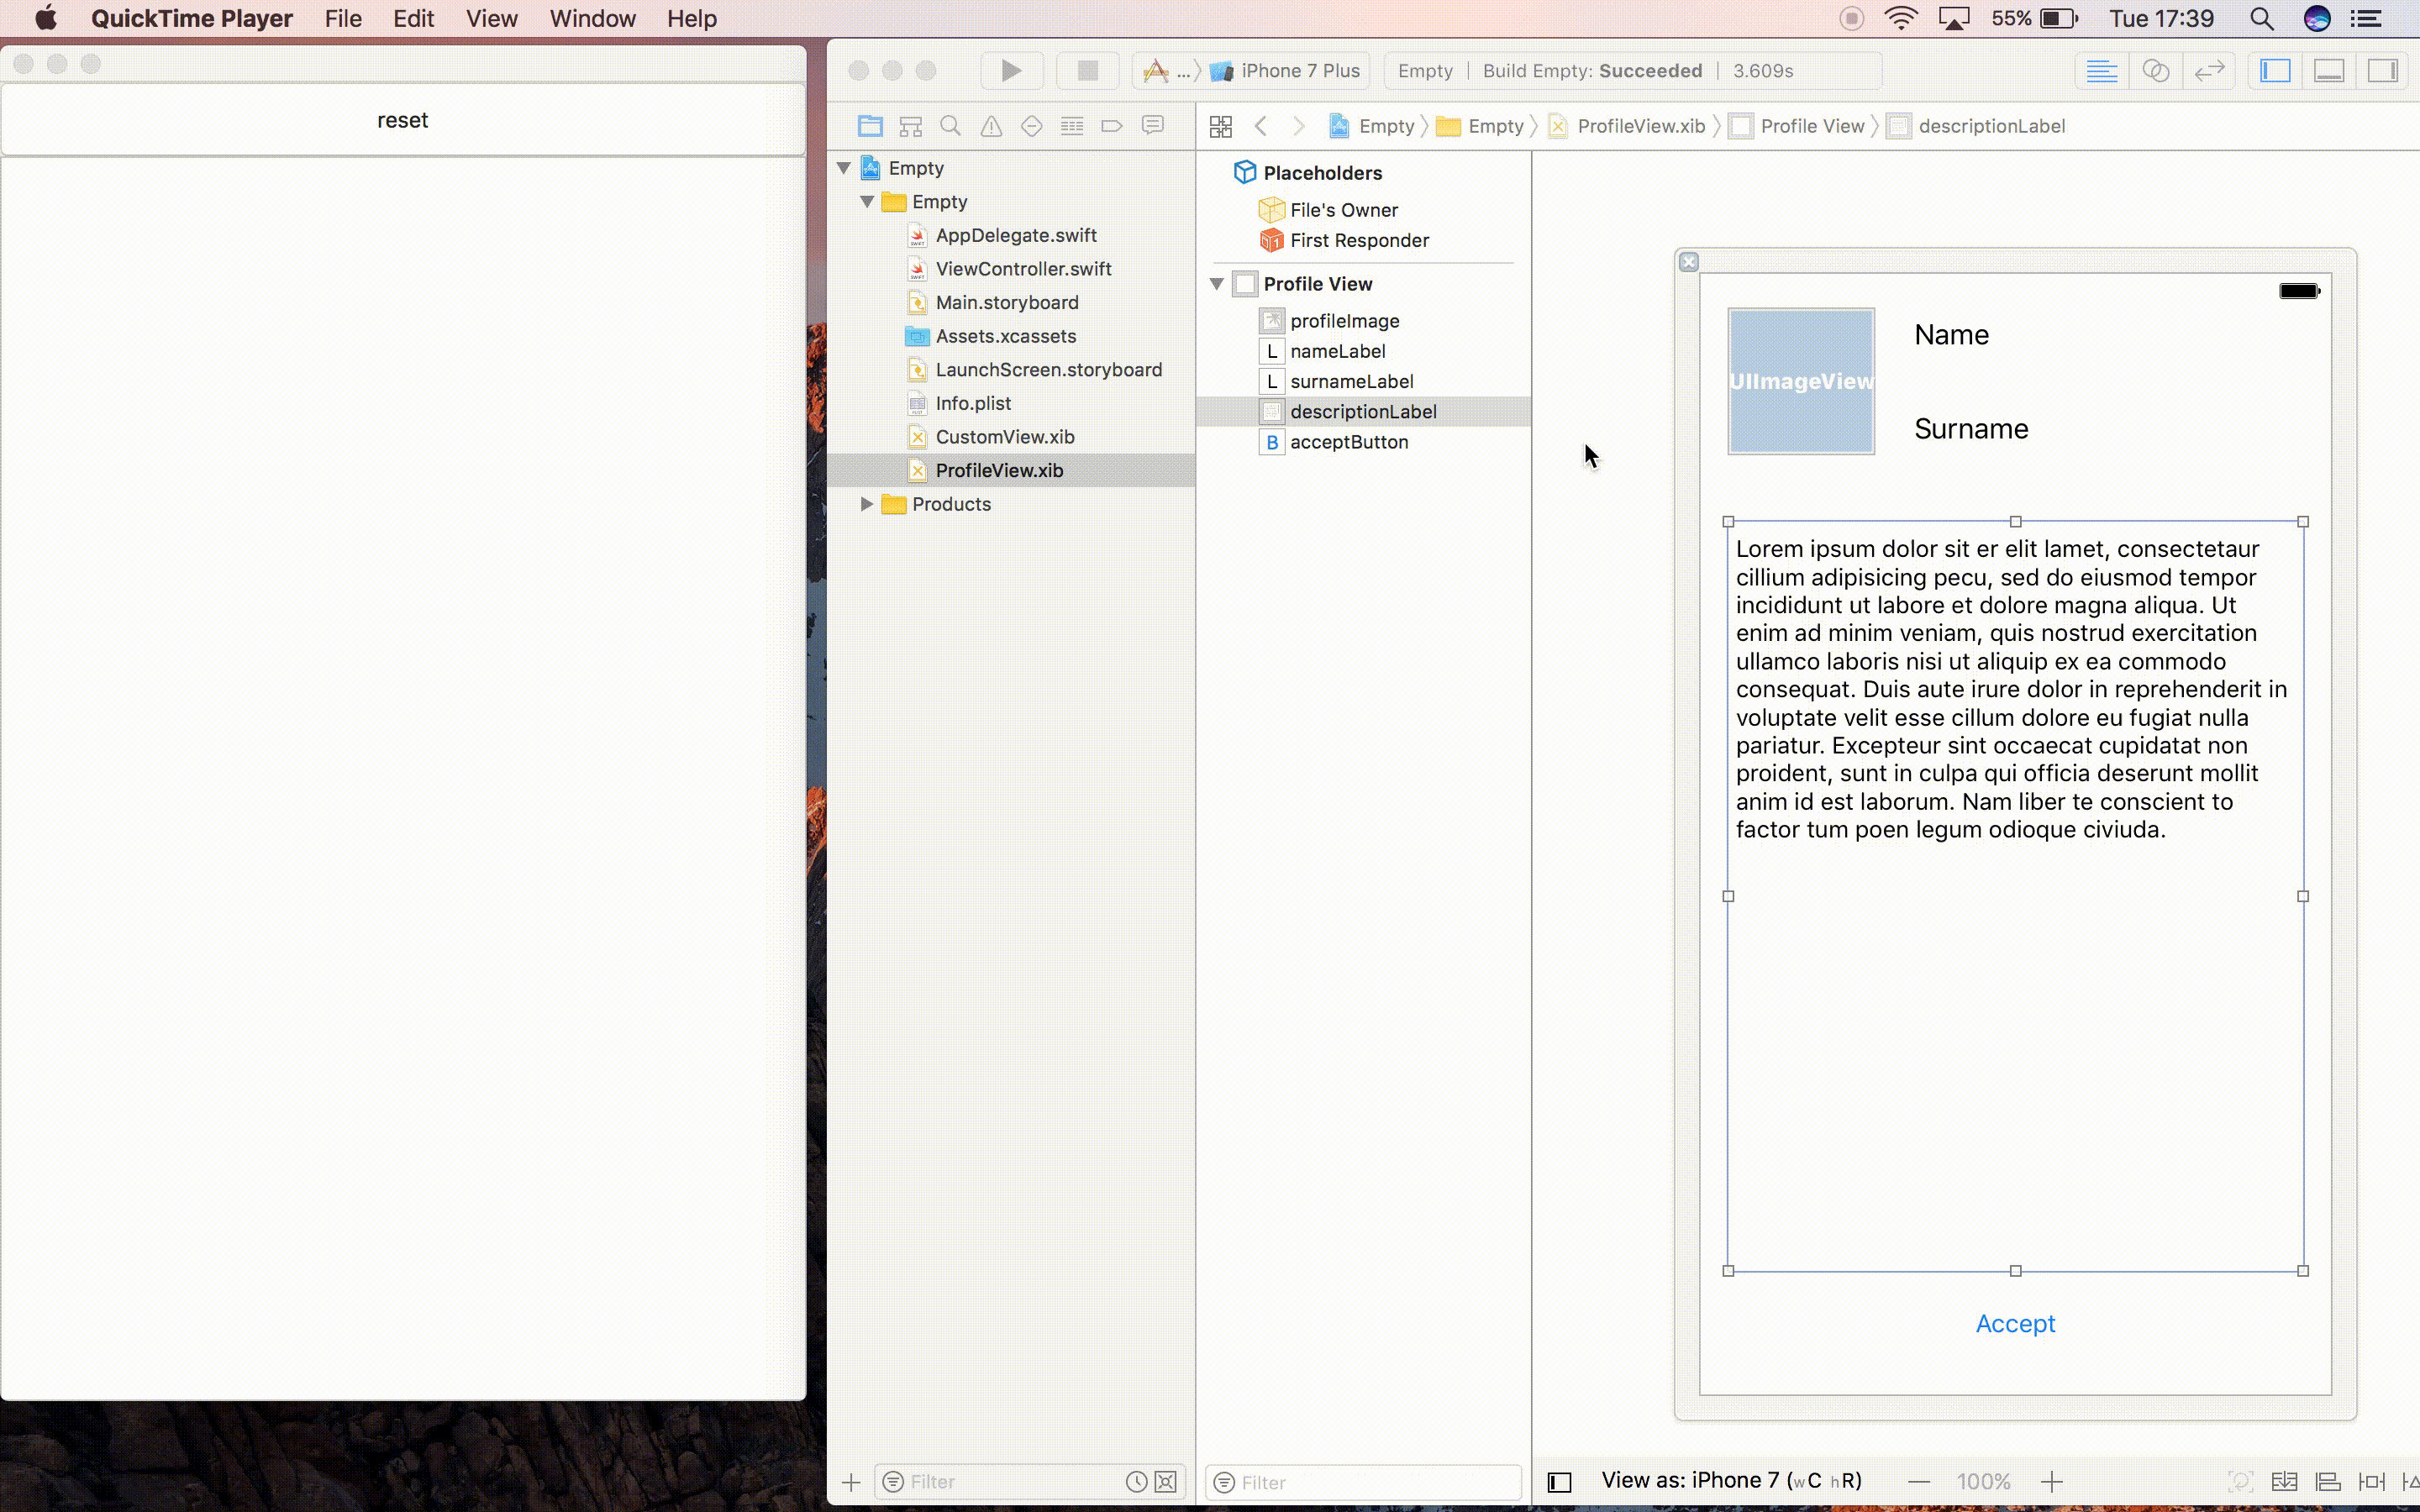 QuickTime Player File Edit View Window Help 55% Tue 17:39
reset
... iPhone 7 Plus Empty | Build Empty: Succeeded | 3.609s
Empty Empty ProfileView.xib Profile View descriptionLabel
Empty
Empty
AppDelegate.swift
ViewController.swift
Main.storyboard
Assets.xcassets
LaunchScreen.storyboard
Info.plist
CustomView.xib
ProfileView.xib
Products
Filter
Placeholders
File's Owner
First Responder
Profile View
profileImage
L nameLabel
L surnameLabel
descriptionLabel
B acceptButton
Filter
UIImageView
Name
Surname
Lorem ipsum dolor sit er elit lamet, consectetaur
cillium adipisicing pecu, sed do eiusmod tempor
incididunt ut labore et dolore magna aliqua. Ut
enim ad minim veniam, quis nostrud exercitation
ullamco laboris nisi ut aliquip ex ea commodo
consequat. Duis aute irure dolor in reprehenderit in
voluptate velit esse cillum dolore eu fugiat nulla
pariatur. Excepteur sint occaecat cupidatat non
proident, sunt in culpa qui officia deserunt mollit
anim id est laborum. Nam liber te conscient to
factor tum poen legum odioque civiuda.
Accept
View as: iPhone 7 (wC hR) — 100% +